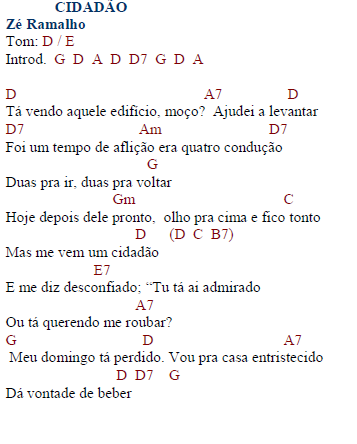 CIDADÃO
Zé Ramalho
Tom: D / E
Introd. G D A D D7 G D A
D A7 D
Tá vendo aquele edifício, moço? Ajudei a levantar
D7 Am D7
Foi um tempo de aflição era quatro condução
G
Duas pra ir, duas pra voltar
Gm C
Hoje depois dele pronto, olho pra cima e fico tonto
D (D C B7)
Mas me vem um cidadão
E7
E me diz desconfiado; “Tu tá ai admirado
A7
Ou tá querendo me roubar?
G D A7
Meu domingo tá perdido. Vou pra casa entristecido
D D7 G
Dá vontade de beber